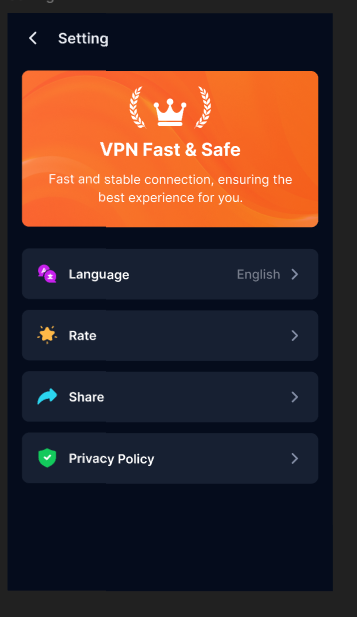 Setting
VPN Fast & Safe
Fast and stable connection, ensuring the
best experience for you.
Language English
Rate
Share
Privacy Policy